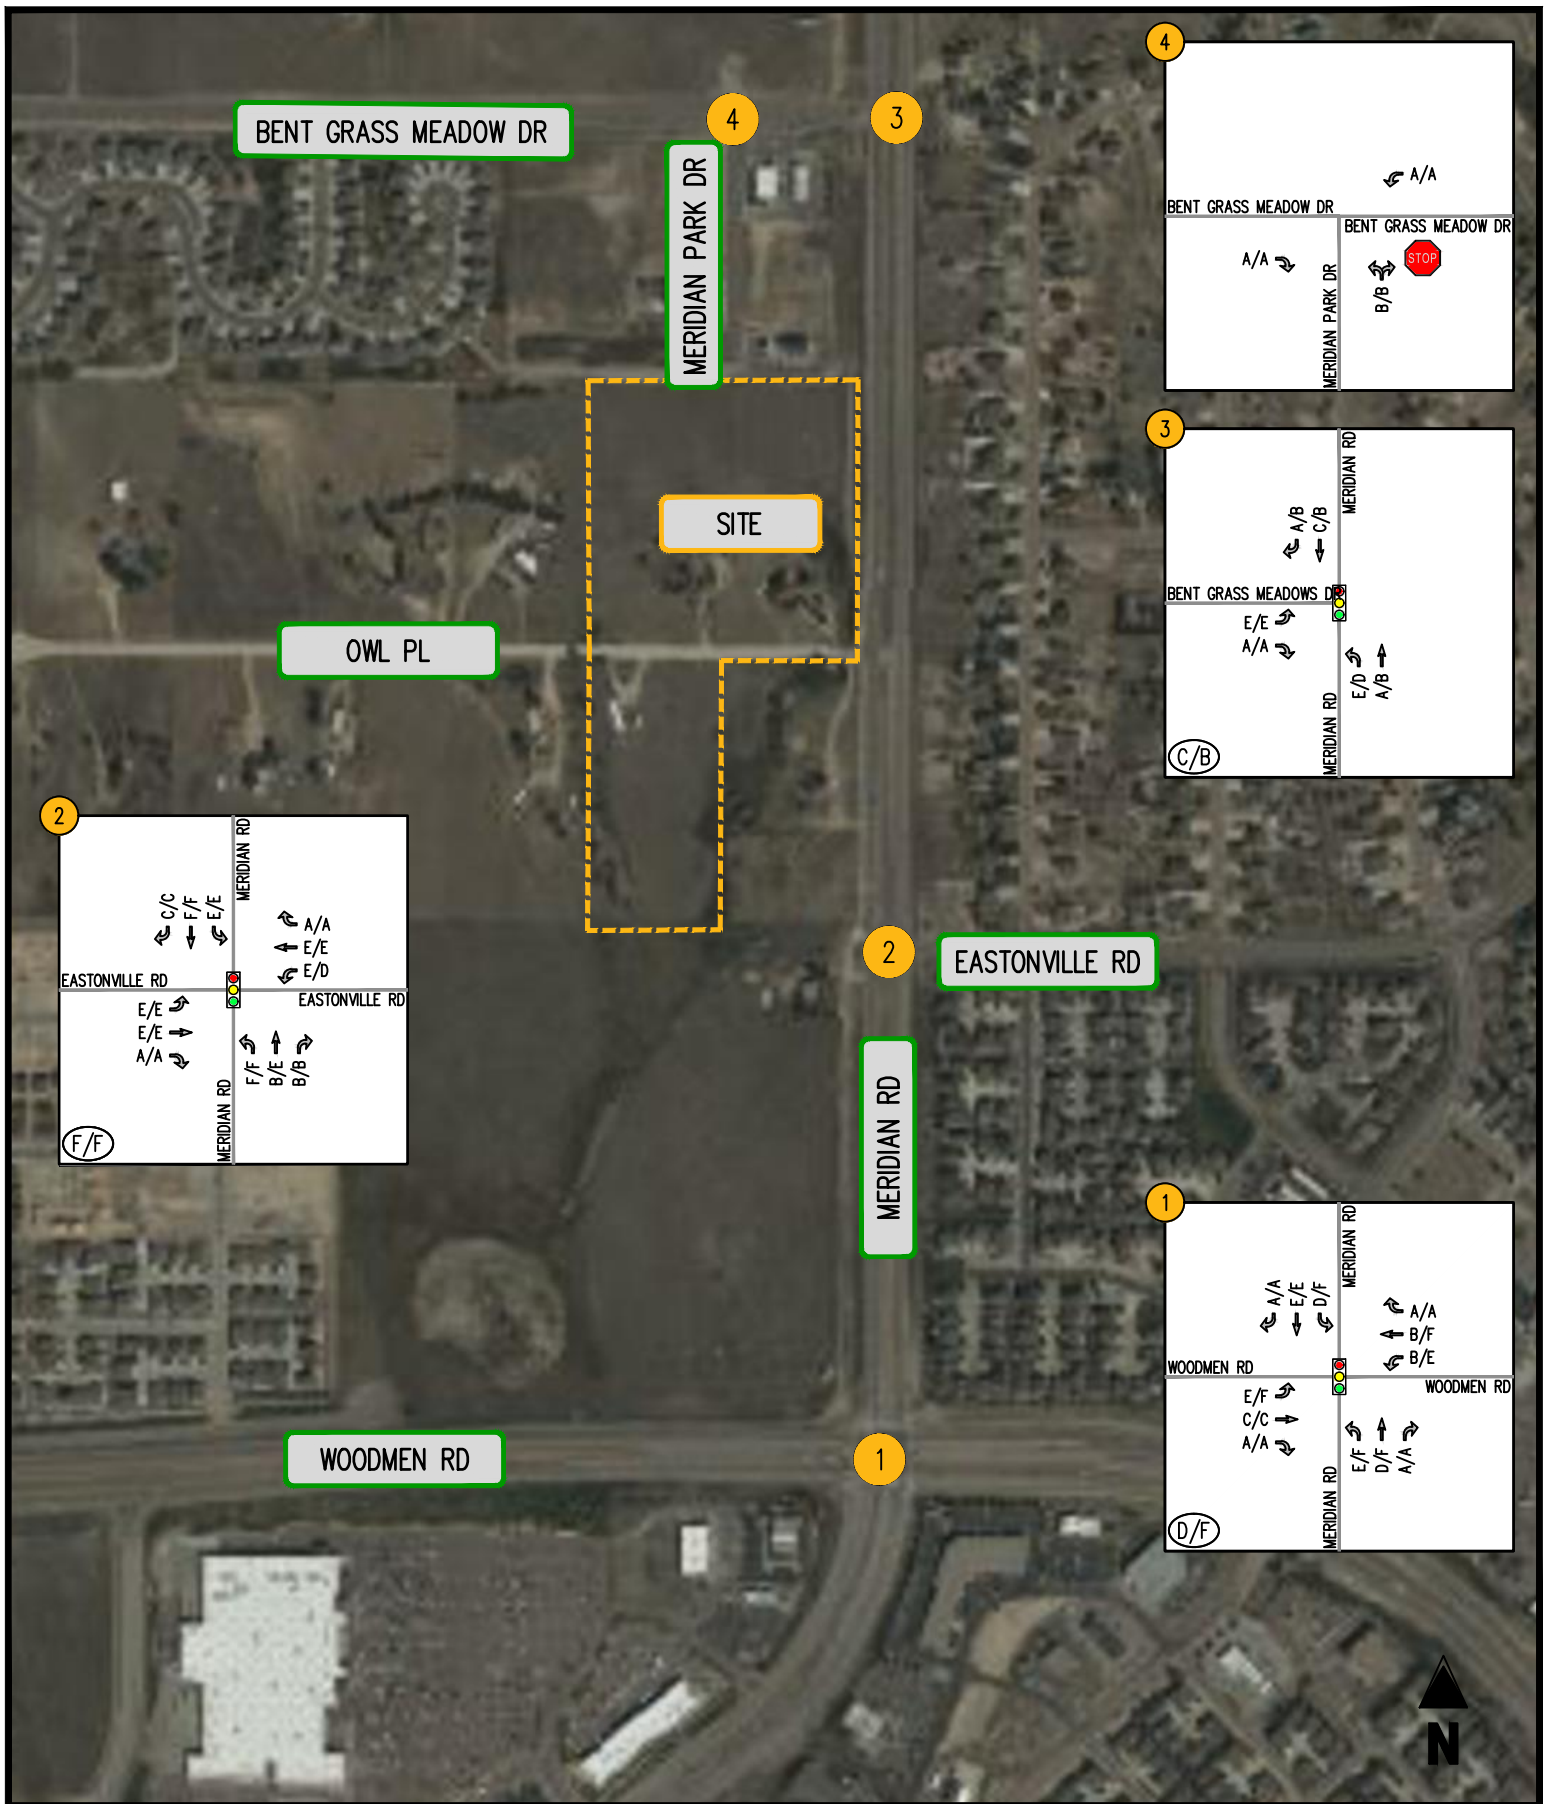 4
BENT GRASS MEADOW DR
4
3
MERIDIAN PARK DR
A/A
BENT GRASS MEADOW DR
BENT GRASS MEADOW DR
A/A
STOP
B/B
MERIDIAN PARK DR
3
MERIDIAN RD
A/B
C/B
BENT GRASS MEADOWS DR
E/E
A/A
E/D
A/B
MERIDIAN RD
C/B
SITE
OWL PL
2
MERIDIAN RD
C/C
F/F
E/E
A/A
E/E
E/D
EASTONVILLE RD
EASTONVILLE RD
E/E
E/E
A/A
F/F
B/E
B/B
MERIDIAN RD
F/F
2
EASTONVILLE RD
MERIDIAN RD
1
MERIDIAN RD
A/A
E/E
D/F
A/A
B/F
B/E
WOODMEN RD
WOODMEN RD
E/F
C/C
A/A
E/F
D/F
A/A
MERIDIAN RD
D/F
WOODMEN RD
1
N